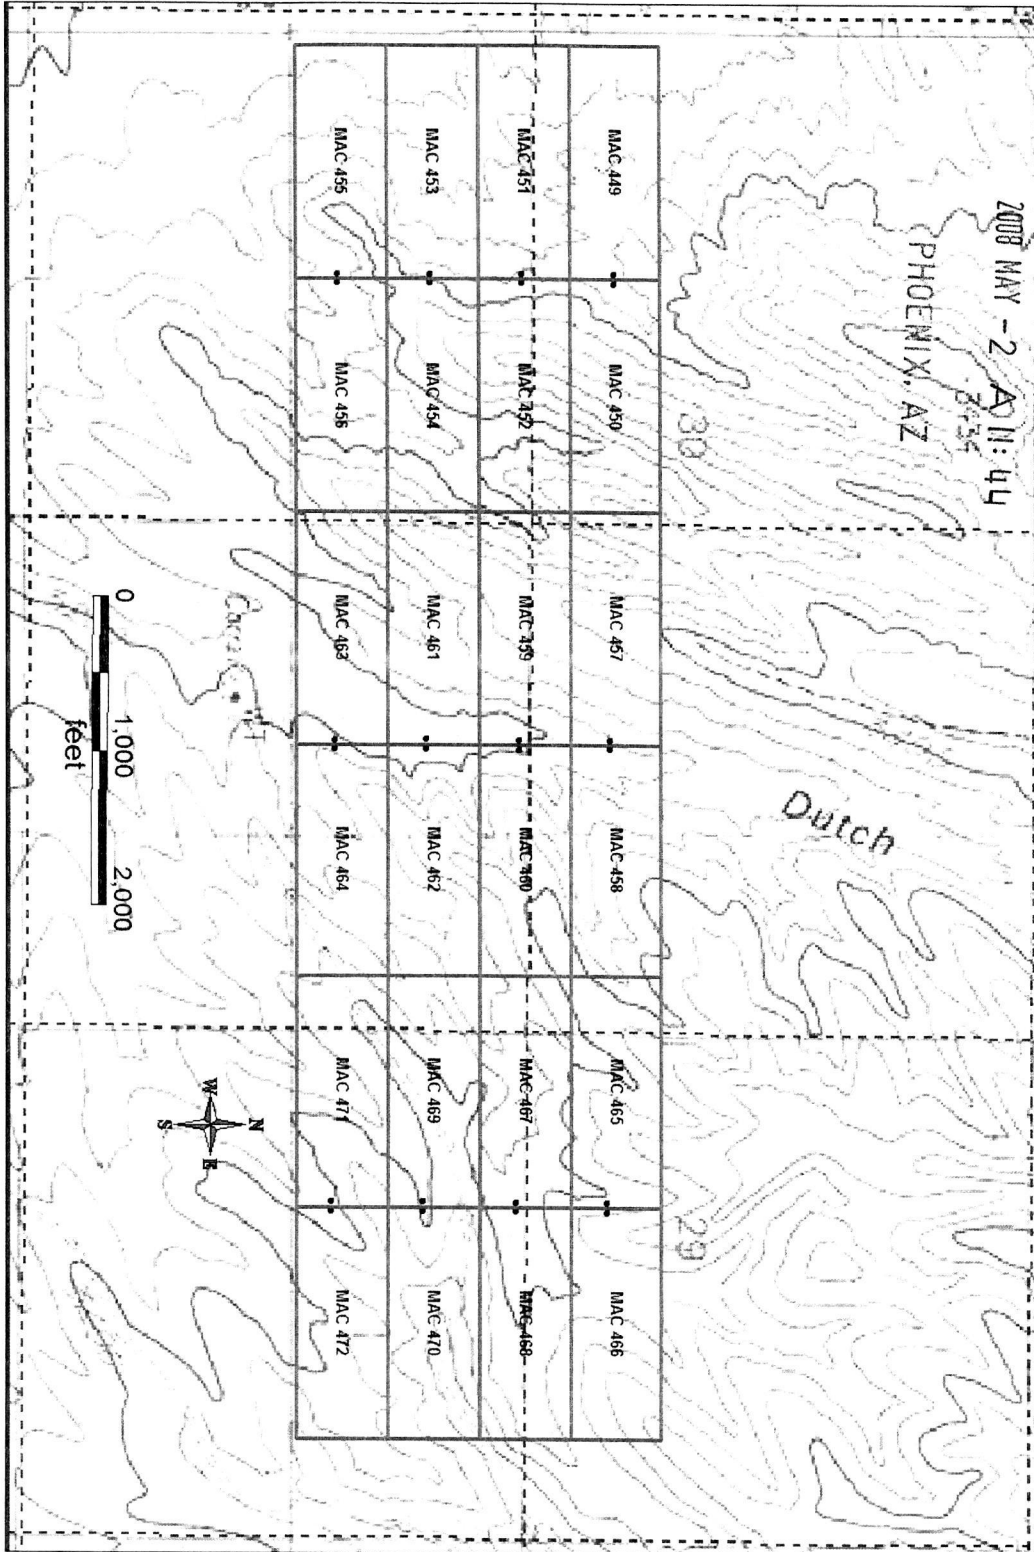 2008 MAY -2 A 11:44
3434
PHOENIX, AZ
30
Dutch
29
MAC 449
MAC 450
MAC 457
MAC 458
MAC 465
MAC 466
MAC 451
MAC 452
MAC 459
MAC 460
MAC 467
MAC 468
MAC 453
MAC 454
MAC 461
MAC 462
MAC 469
MAC 470
MAC 455
MAC 456
MAC 463
MAC 464
MAC 471
MAC 472
N
W
E
S
0
1,000
2,000
feet